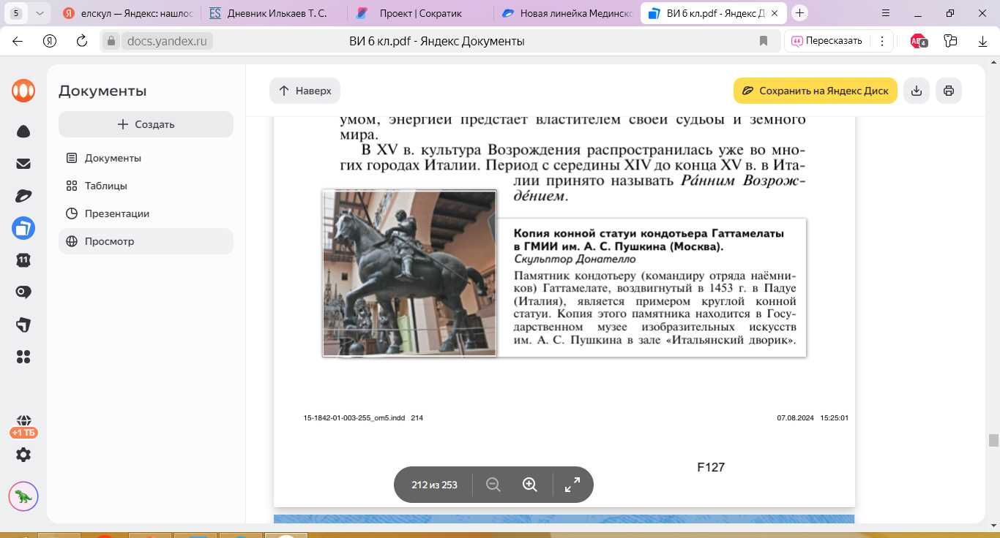 5
елскул — Яндекс: нашлос
ES Дневник Илькаев Т. С.
Проект | Сократик
Новая линейка Мединско
ВИ 6 кл.pdf - Яндекс Д
Я
docs.yandex.ru
ВИ 6 кл.pdf - Яндекс Документы
Пересказать
4
Документы
Наверх
Сохранить на Яндекс Диск
Создать
Документы
Таблицы
Презентации
Просмотр
11
+1 ТБ
умом, энергией предстаёт властителем своей судьбы и земного
мира.
В XV в. культура Возрождения распространилась уже во мно-
гих городах Италии. Период с середины XIV до конца XV в. в Ита-
лии принято называть Ра́нним Возрож-
де́нием.
Копия конной статуи кондотьера Гаттамелаты
в ГМИИ им. А. С. Пушкина (Москва).
Скульптор Донателло
Памятник кондотьеру (командиру отряда наёмни-
ков) Гаттамелате, воздвигнутый в 1453 г. в Падуе
(Италия), является примером круглой конной
статуи. Копия этого памятника находится в Госу-
дарственном музее изобразительных искусств
им. А. С. Пушкина в зале «Итальянский дворик».
15-1842-01-003-255_om5.indd 214
07.08.2024 15:25:01
F127
212 из 253